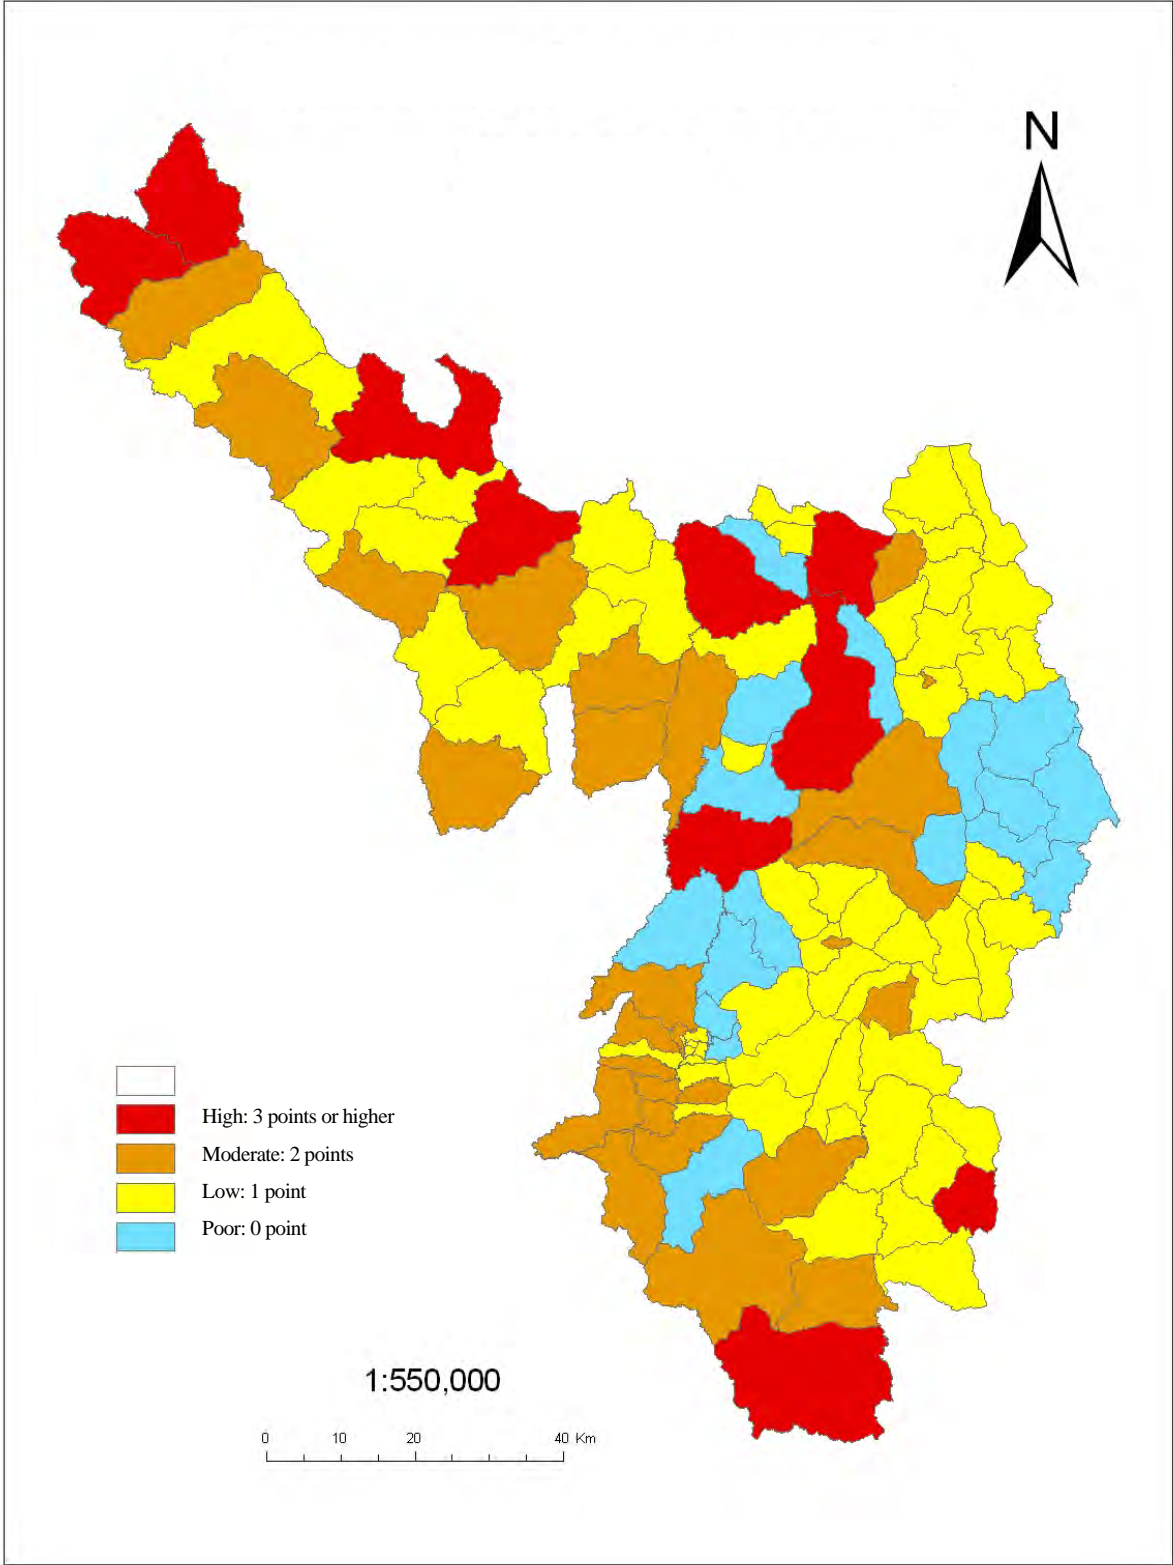 N
High: 3 points or higher
Moderate: 2 points
Low: 1 point
Poor: 0 point
1:550,000
0 10 20 40 Km